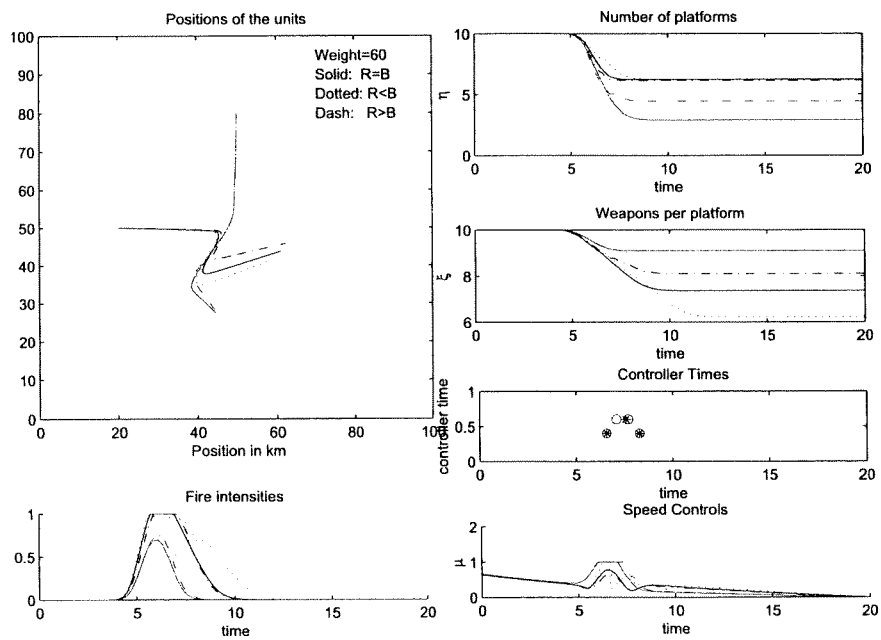 Positions of the units
100
90
80
70
60
50
40
30
20
10
0
0 20 40 60 80 100
Position in km
Weight=60
Solid: R=B
Dotted: R<B
Dash: R>B
Number of platforms
10
5
0
η
0 5 10 15 20
time
Weapons per platform
10
8
6
ξ
0 5 10 15 20
time
Controller Times
1
0.5
0
controller time
0 5 10 15 20
time
Fire intensities
1
0.5
0
0 5 10 15 20
time
Speed Controls
2
1
0
μ
0 5 10 15 20
time